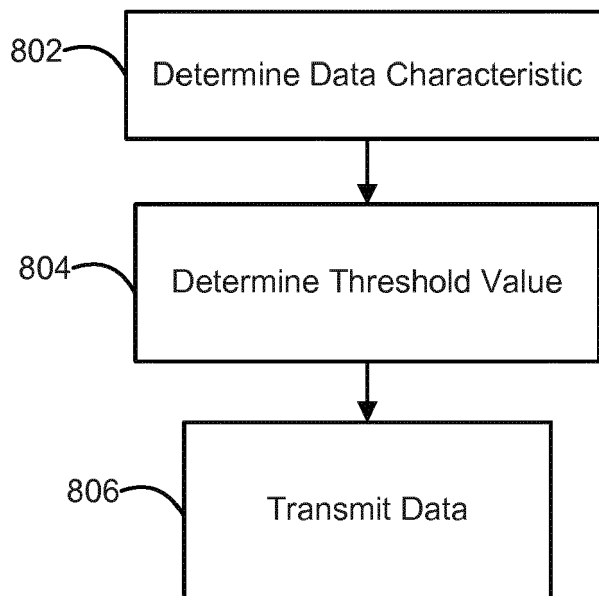 802
Determine Data Characteristic
804
Determine Threshold Value
806
Transmit Data